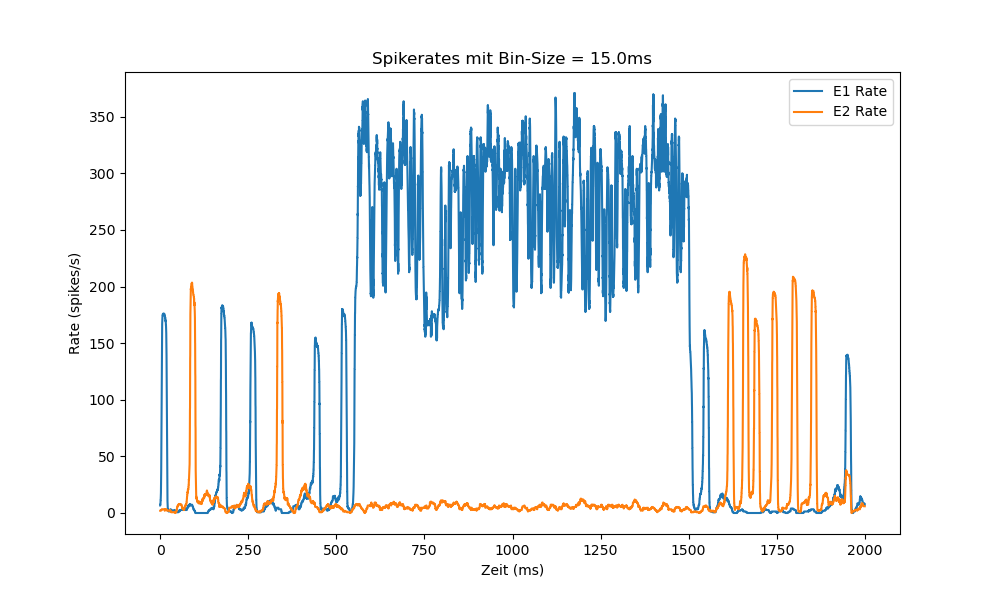 Spikerates mit Bin-Size = 15.0ms
E1 Rate
E2 Rate
350
300
250
200
150
100
50
0
Rate (spikes/s)
0 250 500 750 1000 1250 1500 1750 2000
Zeit (ms)